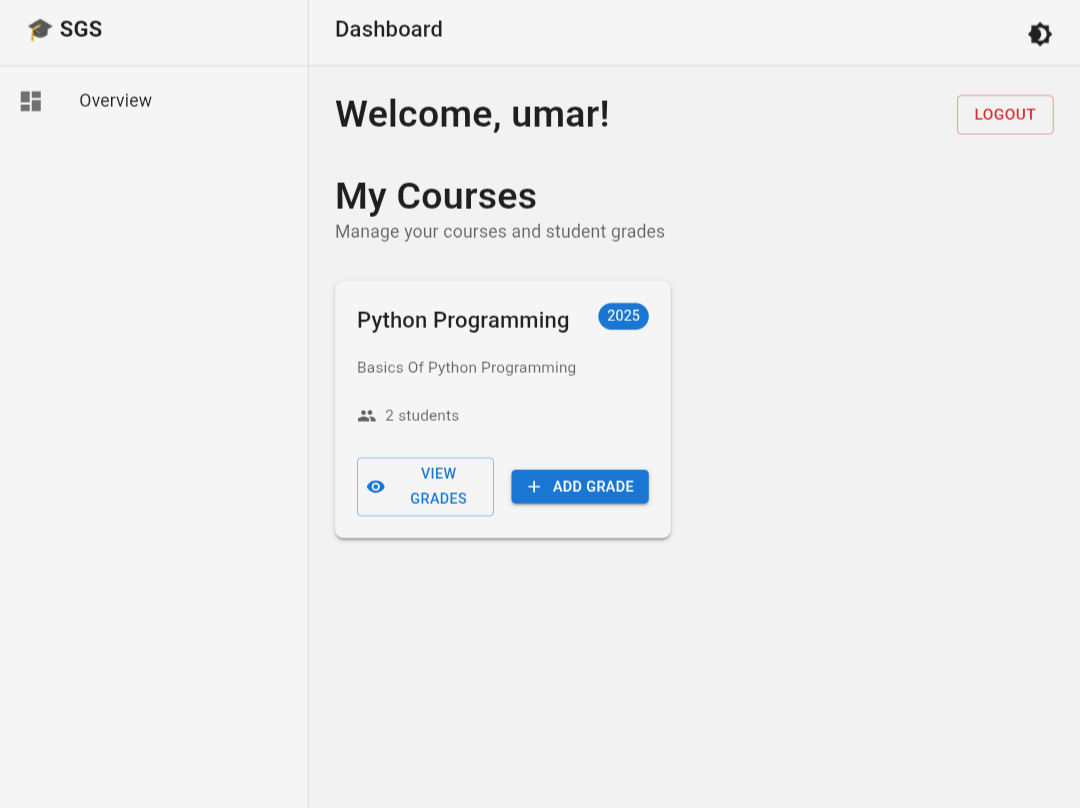 SGS
Dashboard
Overview
Welcome, umar!
LOGOUT
My Courses
Manage your courses and student grades
Python Programming
2025
Basics Of Python Programming
2 students
VIEW
GRADES
ADD GRADE